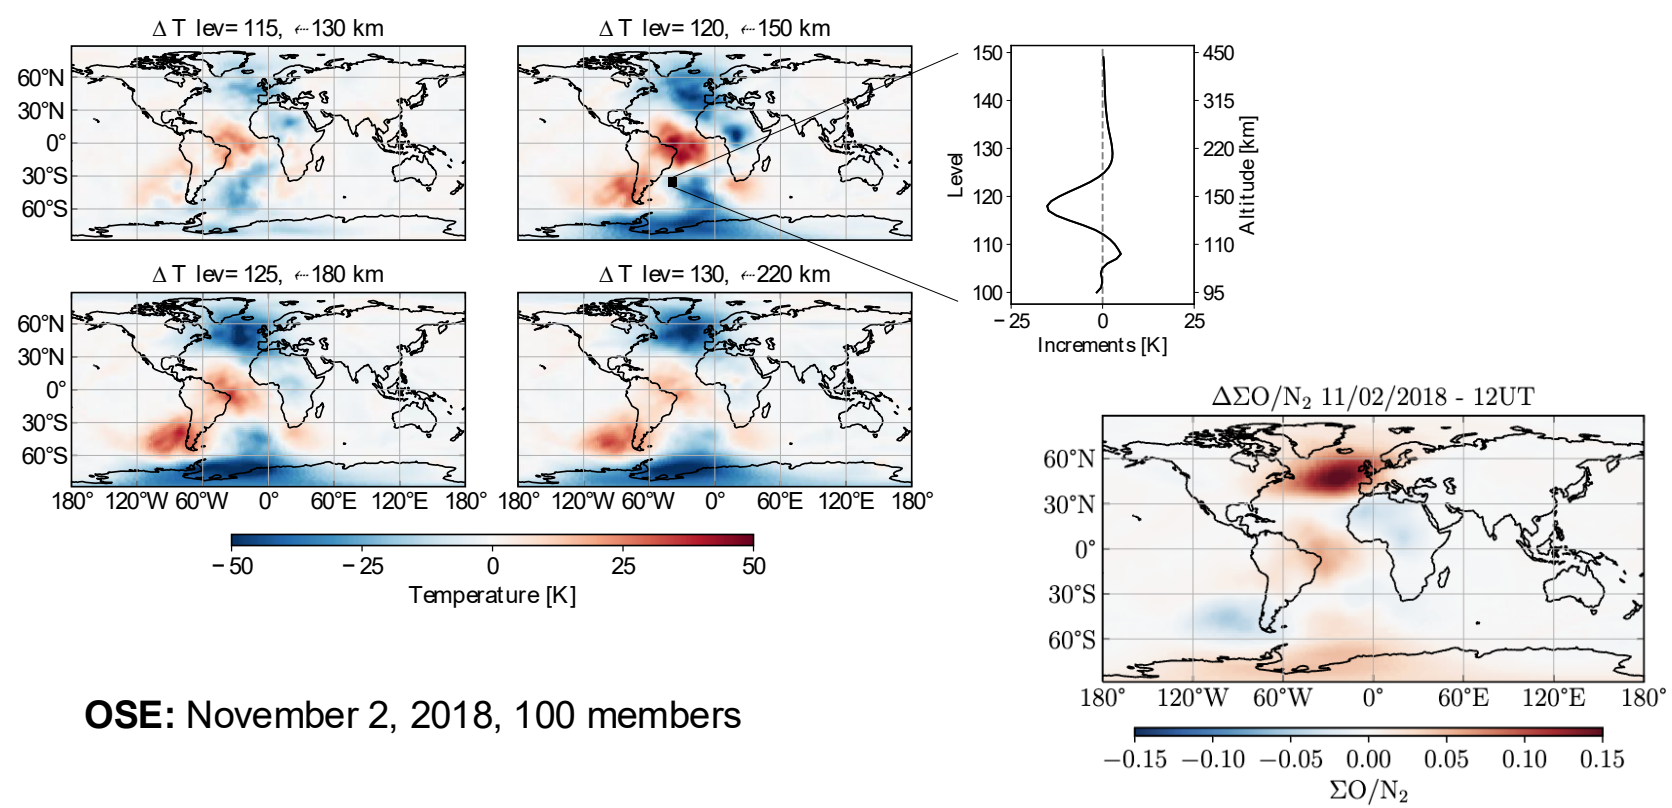 Δ T lev= 115, ←130 km
60°N
30°N
0°
30°S
60°S
Δ T lev= 120, ←150 km
150
140
130
120
110
100
Level
450
315
220
150
110
95
Altitude [km]
−25 0 25
Increments [K]
Δ T lev= 125, ←180 km
60°N
30°N
0°
30°S
60°S
180° 120°W 60°W 0° 60°E 120°E 180°
Δ T lev= 130, ←220 km
180° 120°W 60°W 0° 60°E 120°E 180°
−50 −25 0 25 50
Temperature [K]
ΔΣO/N₂ 11/02/2018 - 12UT
60°N
30°N
0°
30°S
60°S
180° 120°W 60°W 0° 60°E 120°E 180°
−0.15 −0.10 −0.05 0.00 0.05 0.10 0.15
ΣO/N₂
OSE: November 2, 2018, 100 members